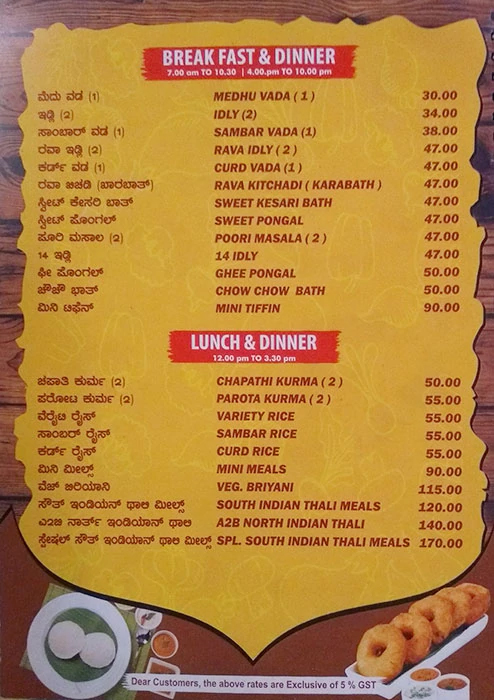 BREAK FAST & DINNER
7.00 am TO 10.30 | 4.00.pm TO 10.00 pm
ಮೆದು ವಡ (1) MEDHU VADA ( 1 ) 30.00
ಇಡ್ಲಿ (2) IDLY (2) 34.00
ಸಾಂಬಾರ್ ವಡ (1) SAMBAR VADA (1) 38.00
ರವಾ ಇಡ್ಲಿ (2) RAVA IDLY ( 2 ) 47.00
ಕರ್ಡ್ ವಡ (1) CURD VADA (1 ) 47.00
ರವಾ ಕಿಚಡಿ (ಖಾರಬಾತ್) RAVA KITCHADI ( KARABATH ) 47.00
ಸ್ವೀಟ್ ಕೇಸರಿ ಬಾತ್ SWEET KESARI BATH 47.00
ಸ್ವೀಟ್ ಪೊಂಗಲ್ SWEET PONGAL 47.00
ಪೂರಿ ಮಸಾಲ (2) POORI MASALA ( 2 ) 47.00
14 ಇಡ್ಲಿ 14 IDLY 47.00
ಘೀ ಪೊಂಗಲ್ GHEE PONGAL 50.00
ಚೌಚೌ ಭಾತ್ CHOW CHOW BATH 50.00
ಮಿನಿ ಟಿಫೆನ್ MINI TIFFIN 90.00
LUNCH & DINNER
12.00 pm TO 3.30 pm
ಚಪಾತಿ ಕುರ್ಮ (2) CHAPATHI KURMA ( 2 ) 50.00
ಪರೋಟ ಕುರ್ಮ (2) PAROTA KURMA ( 2 ) 55.00
ವೆರೈಟಿ ರೈಸ್ VARIETY RICE 55.00
ಸಾಂಬರ್ ರೈಸ್ SAMBAR RICE 55.00
ಕರ್ಡ್ ರೈಸ್ CURD RICE 55.00
ಮಿನಿ ಮೀಲ್ಸ್ MINI MEALS 90.00
ವೆಜ್ ಬಿರಿಯಾನಿ VEG. BRIYANI 115.00
ಸೌತ್ ಇಂಡಿಯನ್ ಥಾಲಿ ಮೀಲ್ಸ್ SOUTH INDIAN THALI MEALS 120.00
ಎ2ಬಿ ನಾರ್ತ್ ಇಂಡಿಯಾನ್ ಥಾಲಿ A2B NORTH INDIAN THALI 140.00
ಸ್ಪೇಷಲ್ ಸೌತ್ ಇಂಡಿಯಾನ್ ಥಾಲಿ ಮೀಲ್ಸ್ SPL. SOUTH INDIAN THALI MEALS 170.00
Dear Customers, the above rates are Exclusive of 5 % GST